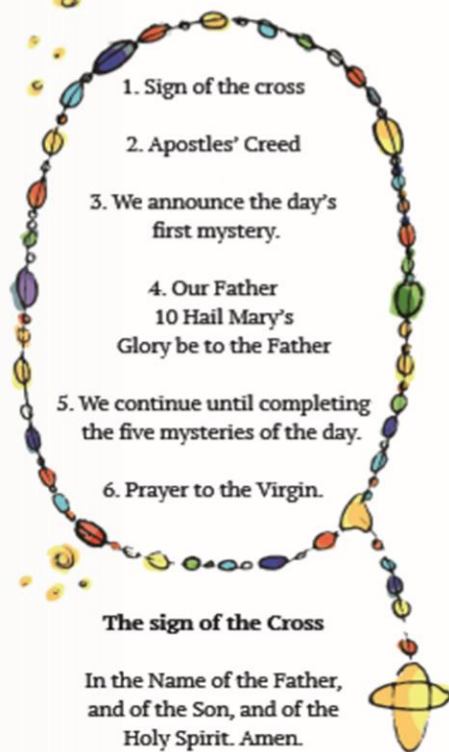 1. Sign of the cross
2. Apostles’ Creed
3. We announce the day’s
first mystery.
4. Our Father
10 Hail Mary’s
Glory be to the Father
5. We continue until completing
the five mysteries of the day.
6. Prayer to the Virgin.
The sign of the Cross
In the Name of the Father,
and of the Son, and of the
Holy Spirit. Amen.